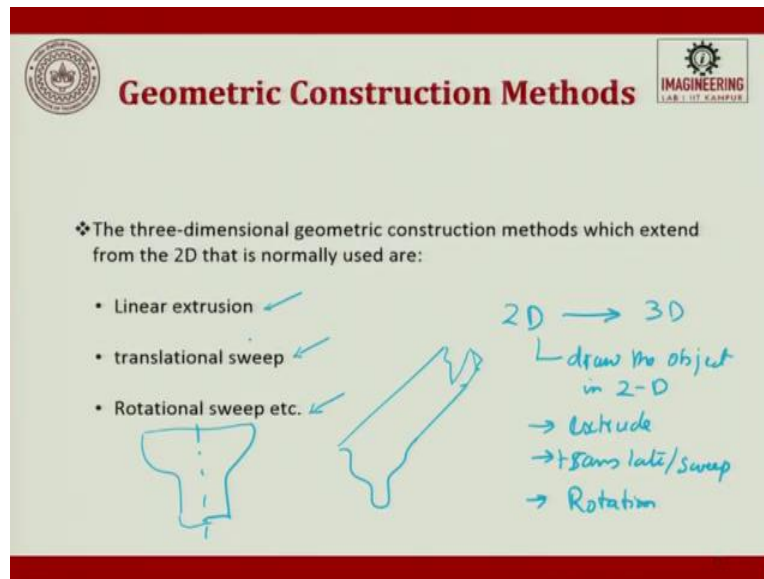 Geometric Construction Methods
IMAGINEERING
LAB | IIT KANPUR
❖The three-dimensional geometric construction methods which extend
from the 2D that is normally used are:
• Linear extrusion
• translational sweep
• Rotational sweep etc.
2D → 3D
draw the object
in 2-D
→ Extrude
→ translate/sweep
→ Rotation